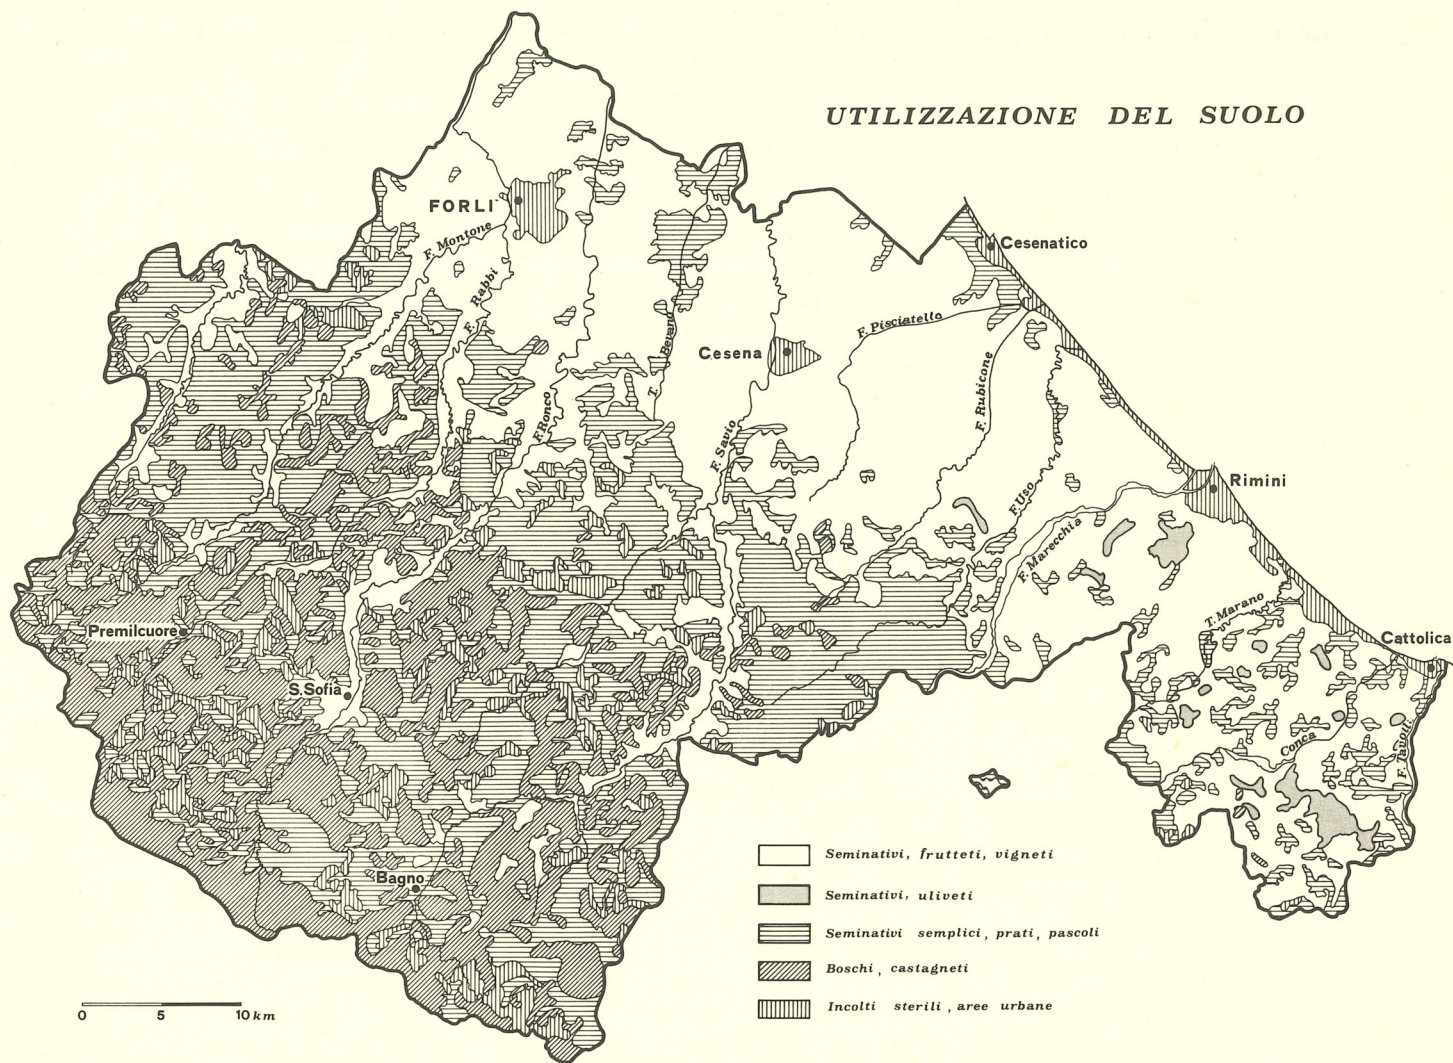 UTILIZZAZIONE DEL SUOLO
FORLI
F. Montone
Cesenatico
F. Rabbi
F. Pisciatello
T. Bevano
Cesena
F. Rubicone
F. Ronco
F. Savio
Rimini
F. Uso
F. Marecchia
T. Marano
Premilcuore
Cattolica
S. Sofia
Conca
F. Tavoll.
Bagno
Seminativi, frutteti, vigneti
Seminativi, uliveti
Seminativi semplici, prati, pascoli
Boschi, castagneti
Incolti sterili, aree urbane
0 5 10 km